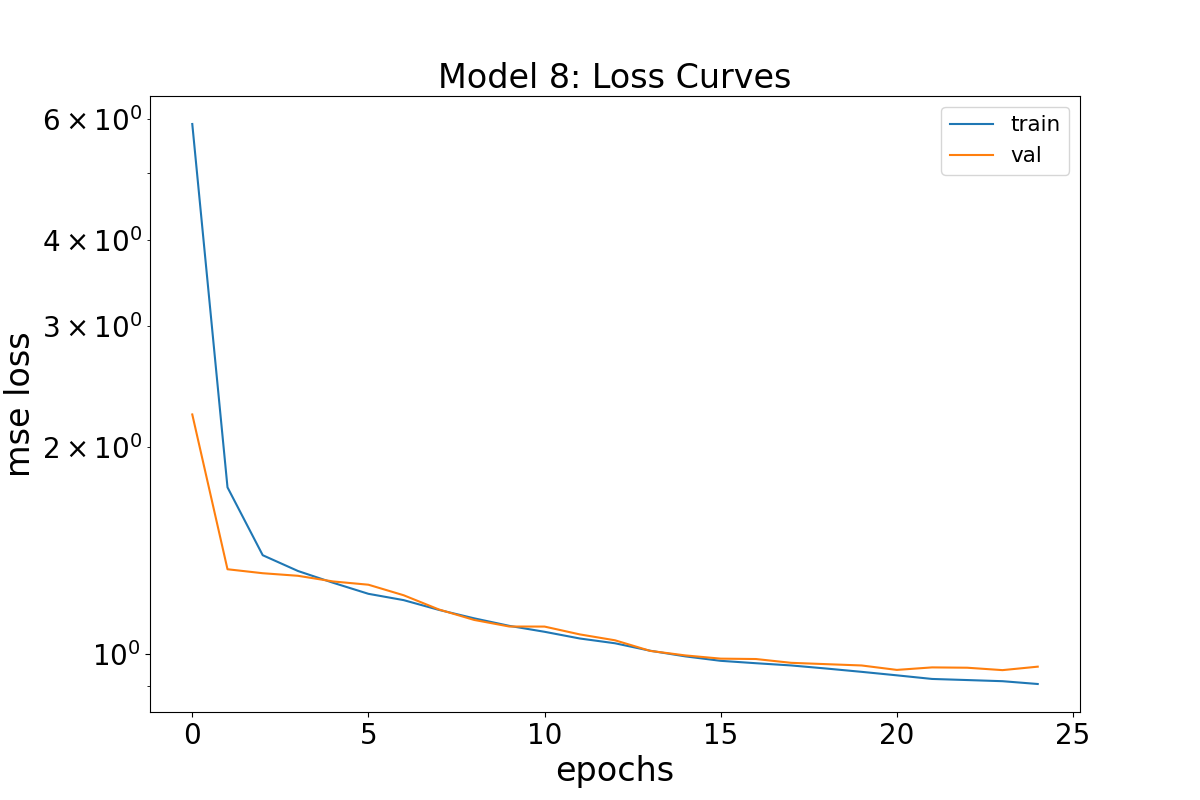 Model 8: Loss Curves
6 × 10⁰
4 × 10⁰
3 × 10⁰
2 × 10⁰
10⁰
mse loss
train
val
0 5 10 15 20 25
epochs